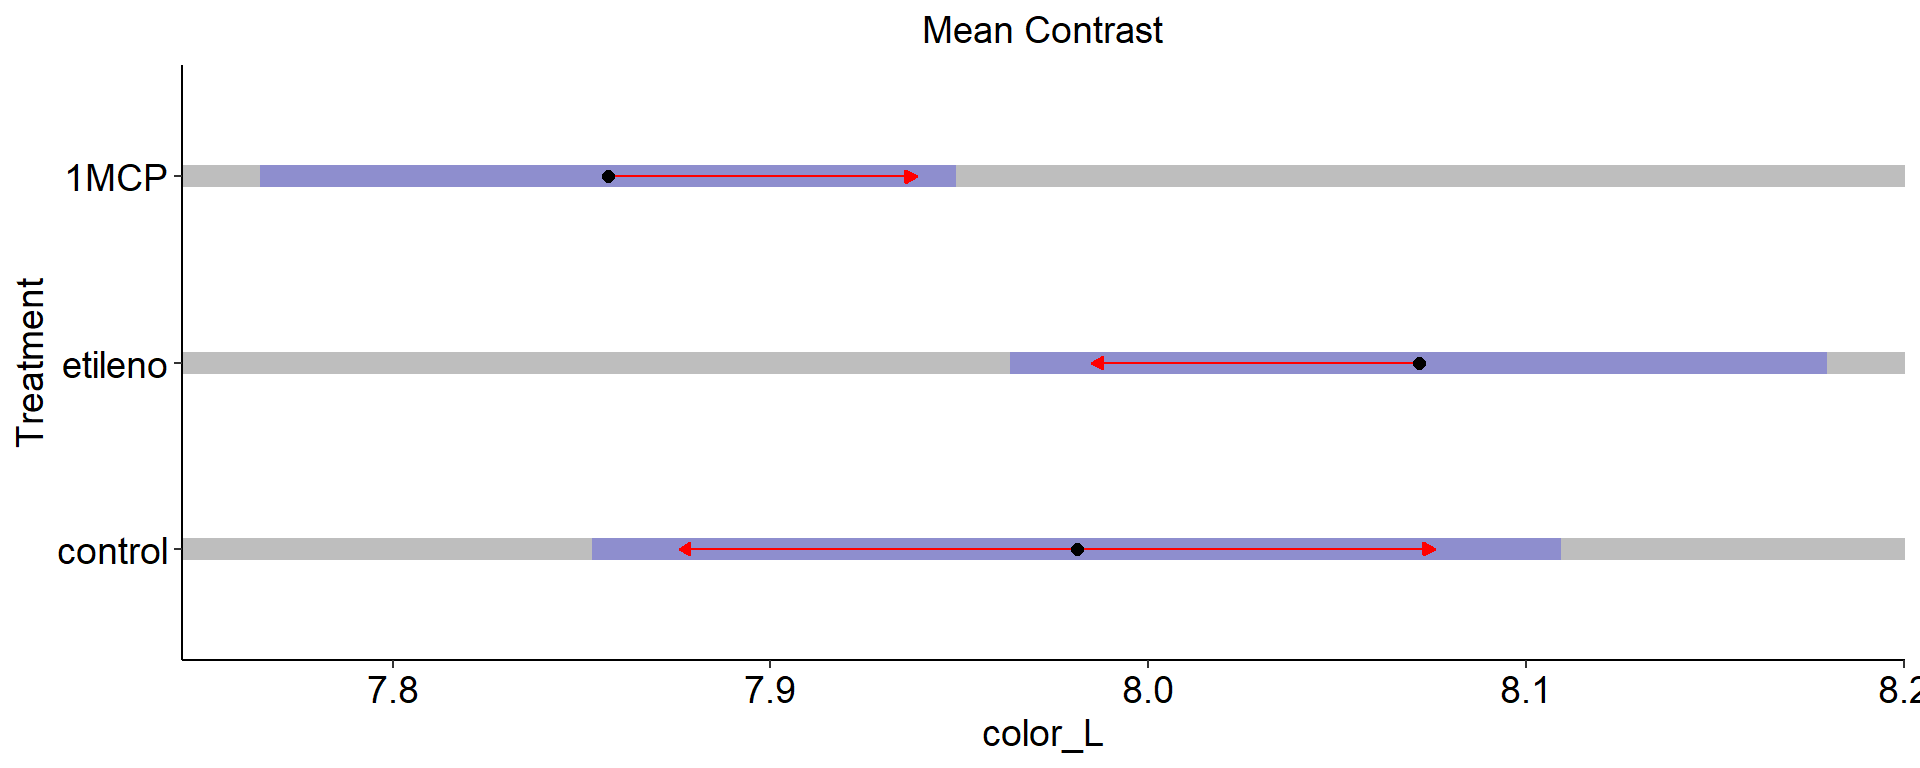 Mean Contrast
1MCP
etileno
control
Treatment
7.8 7.9 8.0 8.1 8.2
color_L